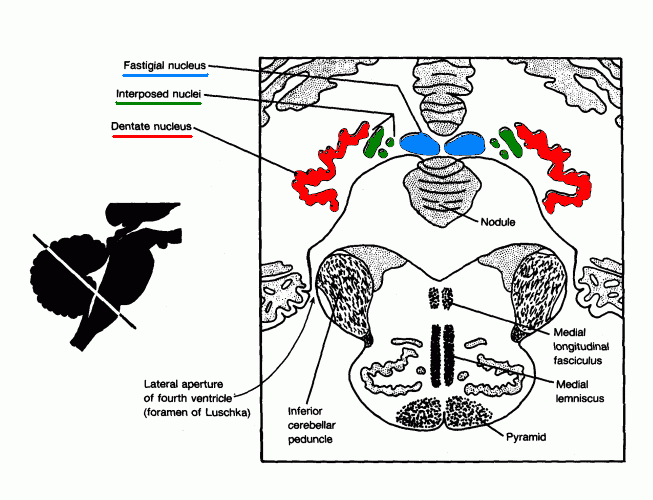 Fastigial nucleus
Interposed nuclei
Dentate nucleus
Nodule
Medial
longitudinal
fasciculus
Lateral aperture
of fourth ventricle
(foramen of Luschka)
Inferior
cerebellar
peduncle
Medial
lemniscus
Pyramid